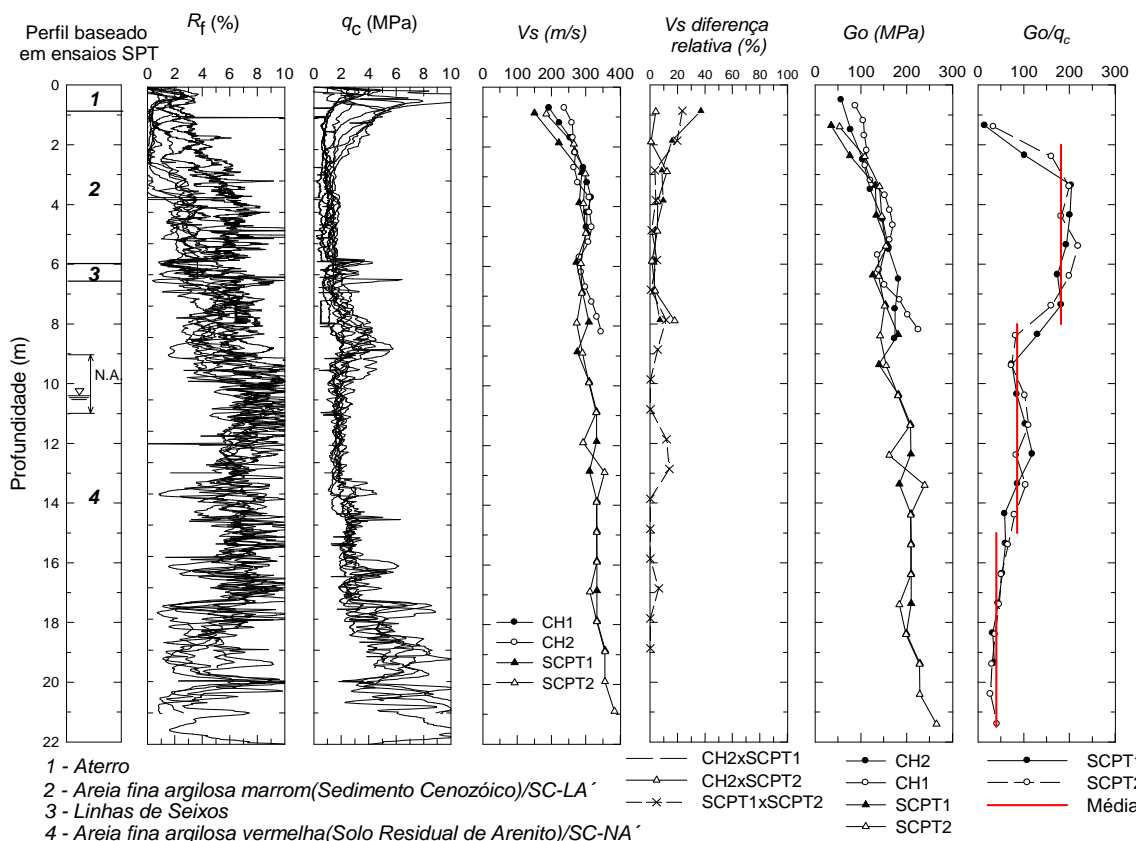 Perfil baseado
em ensaios SPT
Rf (%)
qc (MPa)
Vs (m/s)
Vs diferença
relativa (%)
Go (MPa)
Go/qc
0 2 4 6 8 10
0 2 4 6 8 10
0 100 200 300 400
0 20 40 60 80 100
0 100 200 300
0 100 200 300
Profundidade (m)
0
2
4
6
8
10
12
14
16
18
20
22
1
2
3
N.A.
4
CH1
CH2
SCPT1
SCPT2
CH2xSCPT1
CH2xSCPT2
SCPT1xSCPT2
CH2
CH1
SCPT1
SCPT2
SCPT1
SCPT2
Média
1 - Aterro
2 - Areia fina argilosa marrom(Sedimento Cenozóico)/SC-LA´
3 - Linhas de Seixos
4 - Areia fina argilosa vermelha(Solo Residual de Arenito)/SC-NA´